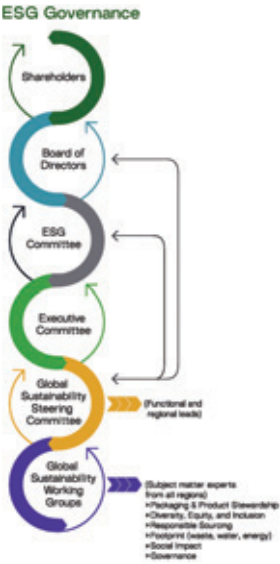 ESG Governance
Shareholders
Board of
Directors
ESG
Committee
Executive
Committee
Global
Sustainability
Steering
Committee
(Functional and
regional leads)
Global
Sustainability
Working
Groups
(Subject matter experts
from all regions)
▸Packaging & Product Stewardship
▸Diversity, Equity, and Inclusion
▸Responsible Sourcing
▸Footprint (waste, water, energy)
▸Social Impact
▸Governance